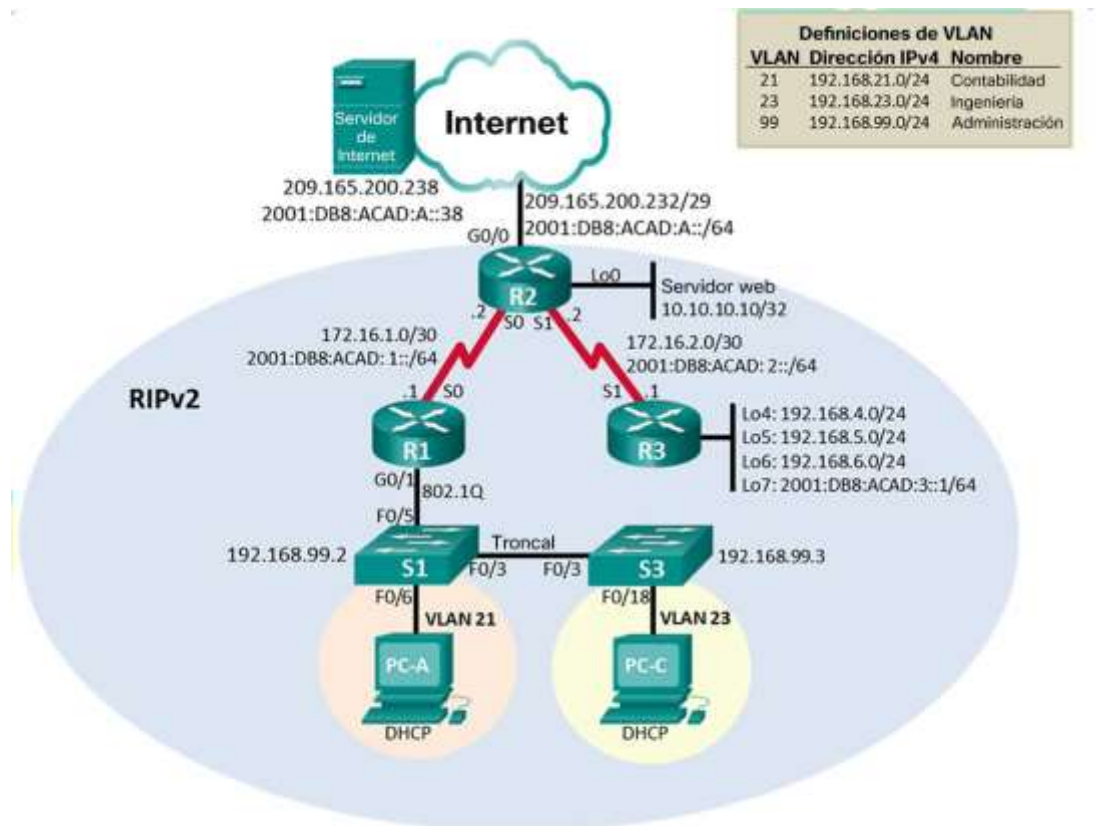 Definiciones de VLAN
VLAN Dirección IPv4 Nombre
21 192.168.21.0/24 Contabilidad
23 192.168.23.0/24 Ingeniería
99 192.168.99.0/24 Administración
Servidor
de
Internet
Internet
209.165.200.238
2001:DB8:ACAD:A::38
209.165.200.232/29
2001:DB8:ACAD:A::/64
G0/0
R2
Lo0
Servidor web
10.10.10.10/32
.2
S0
S1
.2
172.16.1.0/30
2001:DB8:ACAD: 1::/64
172.16.2.0/30
2001:DB8:ACAD: 2::/64
RIPv2
.1
S0
S1
.1
R1
R3
Lo4: 192.168.4.0/24
Lo5: 192.168.5.0/24
Lo6: 192.168.6.0/24
Lo7: 2001:DB8:ACAD:3::1/64
G0/1
802.1Q
F0/5
192.168.99.2
S1
Troncal
F0/3
F0/3
S3
192.168.99.3
F0/6
F0/18
VLAN 21
VLAN 23
PC-A
PC-C
DHCP
DHCP